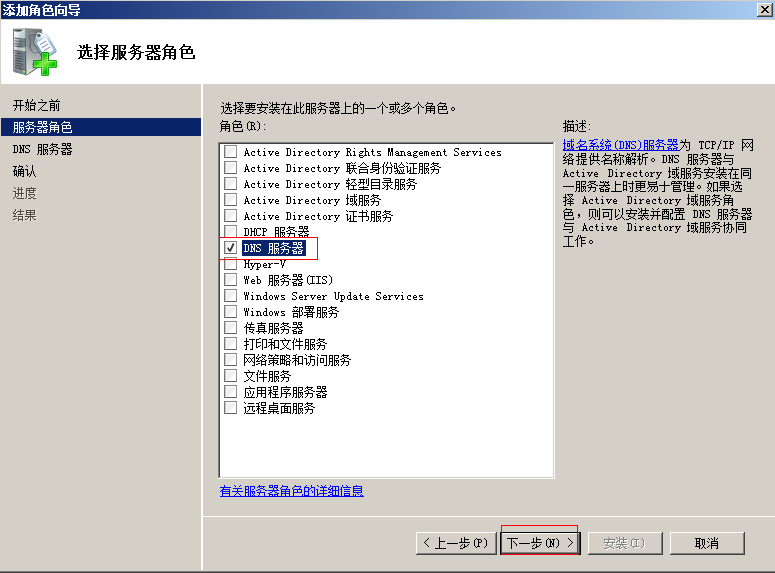 添加角色向导
选择服务器角色
开始之前
服务器角色
DNS 服务器
确认
进度
结果
选择要安装在此服务器上的一个或多个角色。
角色(R):
Active Directory Rights Management Services
Active Directory 联合身份验证服务
Active Directory 轻型目录服务
Active Directory 域服务
Active Directory 证书服务
DHCP 服务器
DNS 服务器
Hyper-V
Web 服务器(IIS)
Windows Server Update Services
Windows 部署服务
传真服务器
打印和文件服务
网络策略和访问服务
文件服务
应用程序服务器
远程桌面服务
有关服务器角色的详细信息
描述:
域名系统(DNS)服务器为 TCP/IP 网
络提供名称解析。DNS 服务器与
Active Directory 域服务安装在同
一服务器上时更易于管理。如果选
择 Active Directory 域服务角
色，则可以安装并配置 DNS 服务器
与 Active Directory 域服务协同
工作。
< 上一步(P)
下一步(N) >
安装(I)
取消